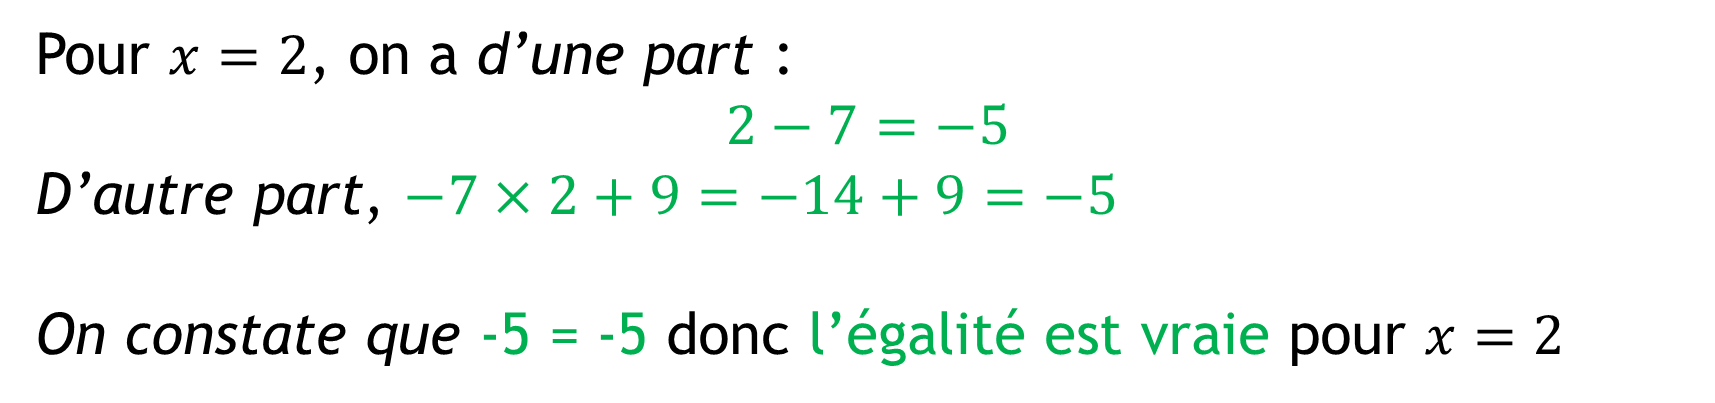 Pour x = 2, on a d’une part :
2 − 7 = −5
D’autre part, −7 × 2 + 9 = −14 + 9 = −5
On constate que -5 = -5 donc l’égalité est vraie pour x = 2